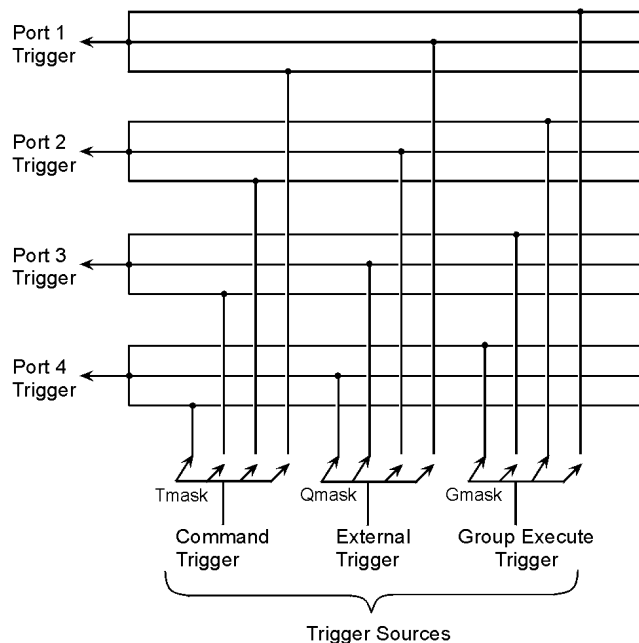 Port 1
Trigger
Port 2
Trigger
Port 3
Trigger
Port 4
Trigger
Tmask
Qmask
Gmask
Command
Trigger
External
Trigger
Group Execute
Trigger
Trigger Sources